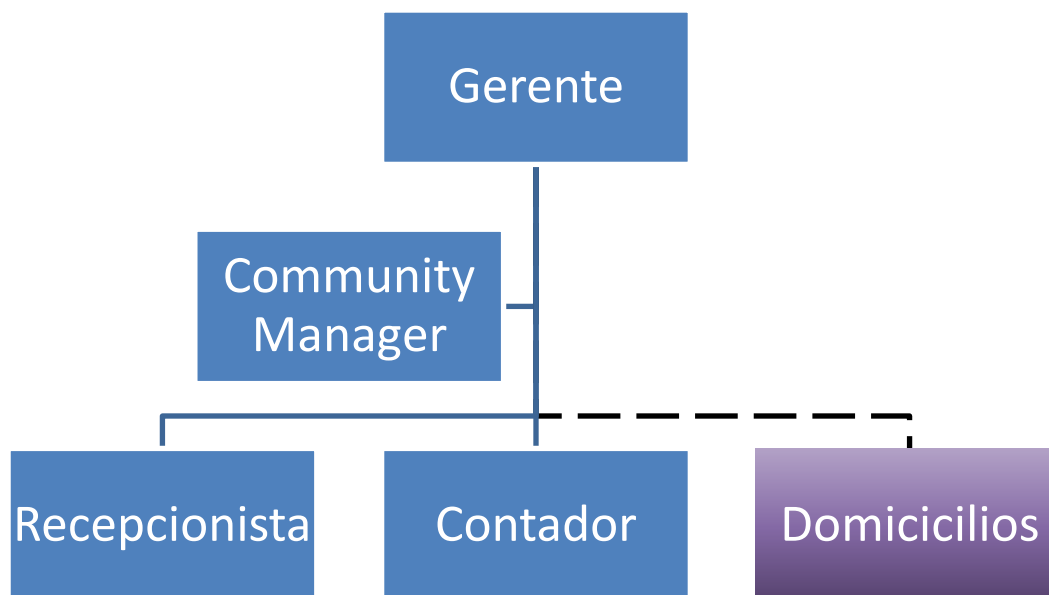 Gerente
Community
Manager
Recepcionista
Contador
Domicicilios